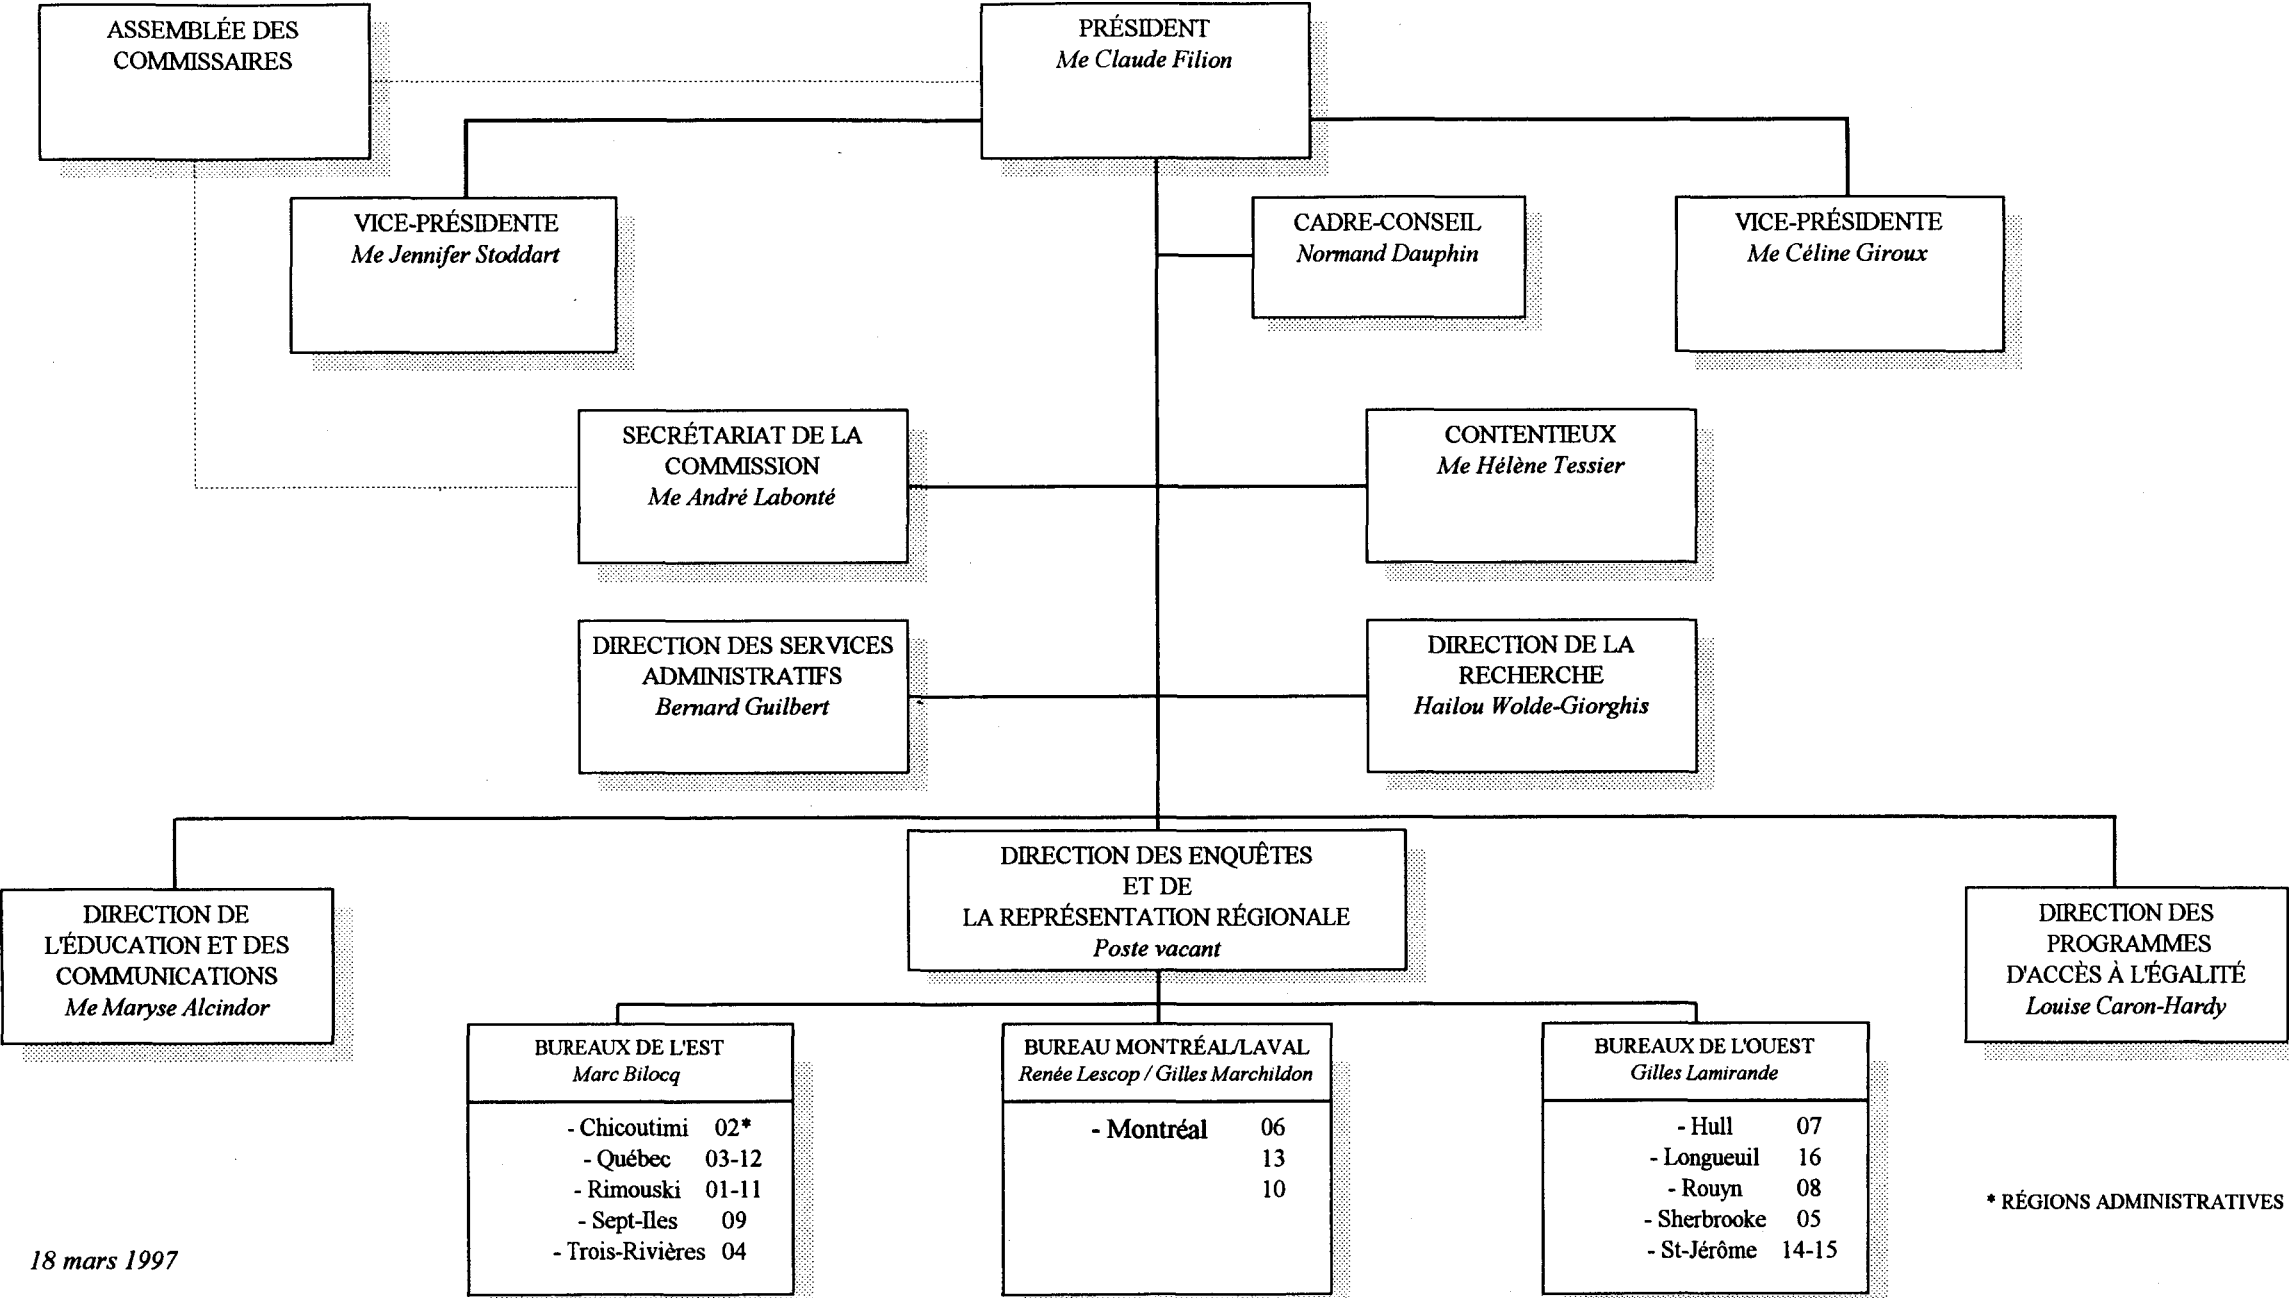 ASSEMBLÉE DES
COMMISSAIRES
PRÉSIDENT
Me Claude Filion
VICE-PRÉSIDENTE
Me Jennifer Stoddart
CADRE-CONSEIL
Normand Dauphin
VICE-PRÉSIDENTE
Me Céline Giroux
SECRÉTARIAT DE LA
COMMISSION
Me André Labonté
CONTENTIEUX
Me Hélène Tessier
DIRECTION DES SERVICES
ADMINISTRATIFS
Bernard Guilbert
DIRECTION DE LA
RECHERCHE
Hailou Wolde-Giorghis
DIRECTION DE
L'ÉDUCATION ET DES
COMMUNICATIONS
Me Maryse Alcindor
DIRECTION DES ENQUÊTES
ET DE
LA REPRÉSENTATION RÉGIONALE
Poste vacant
DIRECTION DES
PROGRAMMES
D'ACCÈS À L'ÉGALITÉ
Louise Caron-Hardy
BUREAUX DE L'EST
Marc Bilocq
- Chicoutimi 02*
- Québec 03-12
- Rimouski 01-11
- Sept-Iles 09
- Trois-Rivières 04
BUREAU MONTRÉAL/LAVAL
Renée Lescop / Gilles Marchildon
- Montréal 06
13
10
BUREAUX DE L'OUEST
Gilles Lamirande
- Hull 07
- Longueuil 16
- Rouyn 08
- Sherbrooke 05
- St-Jérôme 14-15
* RÉGIONS ADMINISTRATIVES
18 mars 1997